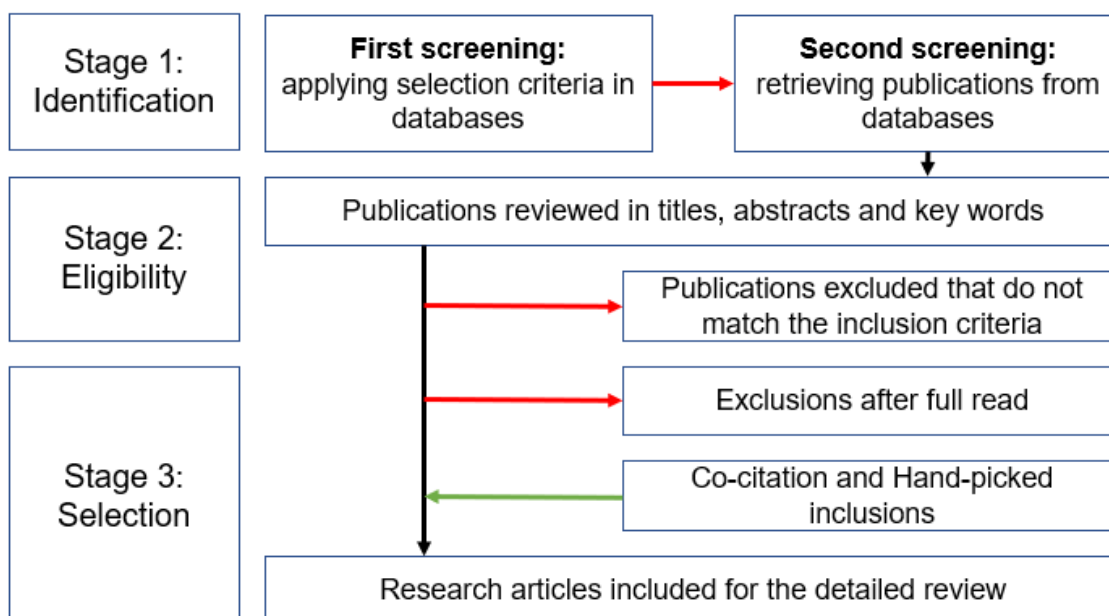 Stage 1:
Identification
First screening:
applying selection criteria in
databases
Second screening:
retrieving publications from
databases
Stage 2:
Eligibility
Publications reviewed in titles, abstracts and key words
Publications excluded that do not
match the inclusion criteria
Stage 3:
Selection
Exclusions after full read
Co-citation and Hand-picked
inclusions
Research articles included for the detailed review